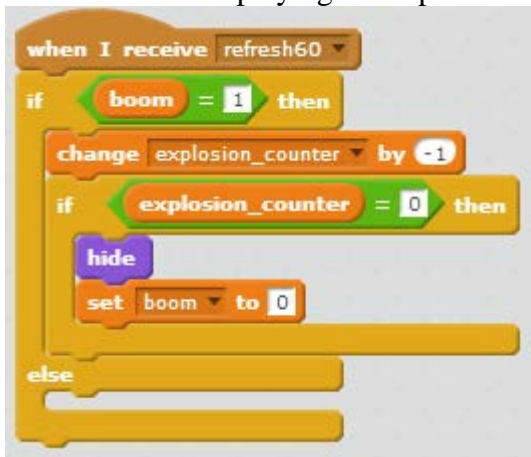 when I receive refresh60
if boom = 1 then
change explosion_counter by -1
if explosion_counter = 0 then
hide
set boom to 0
else